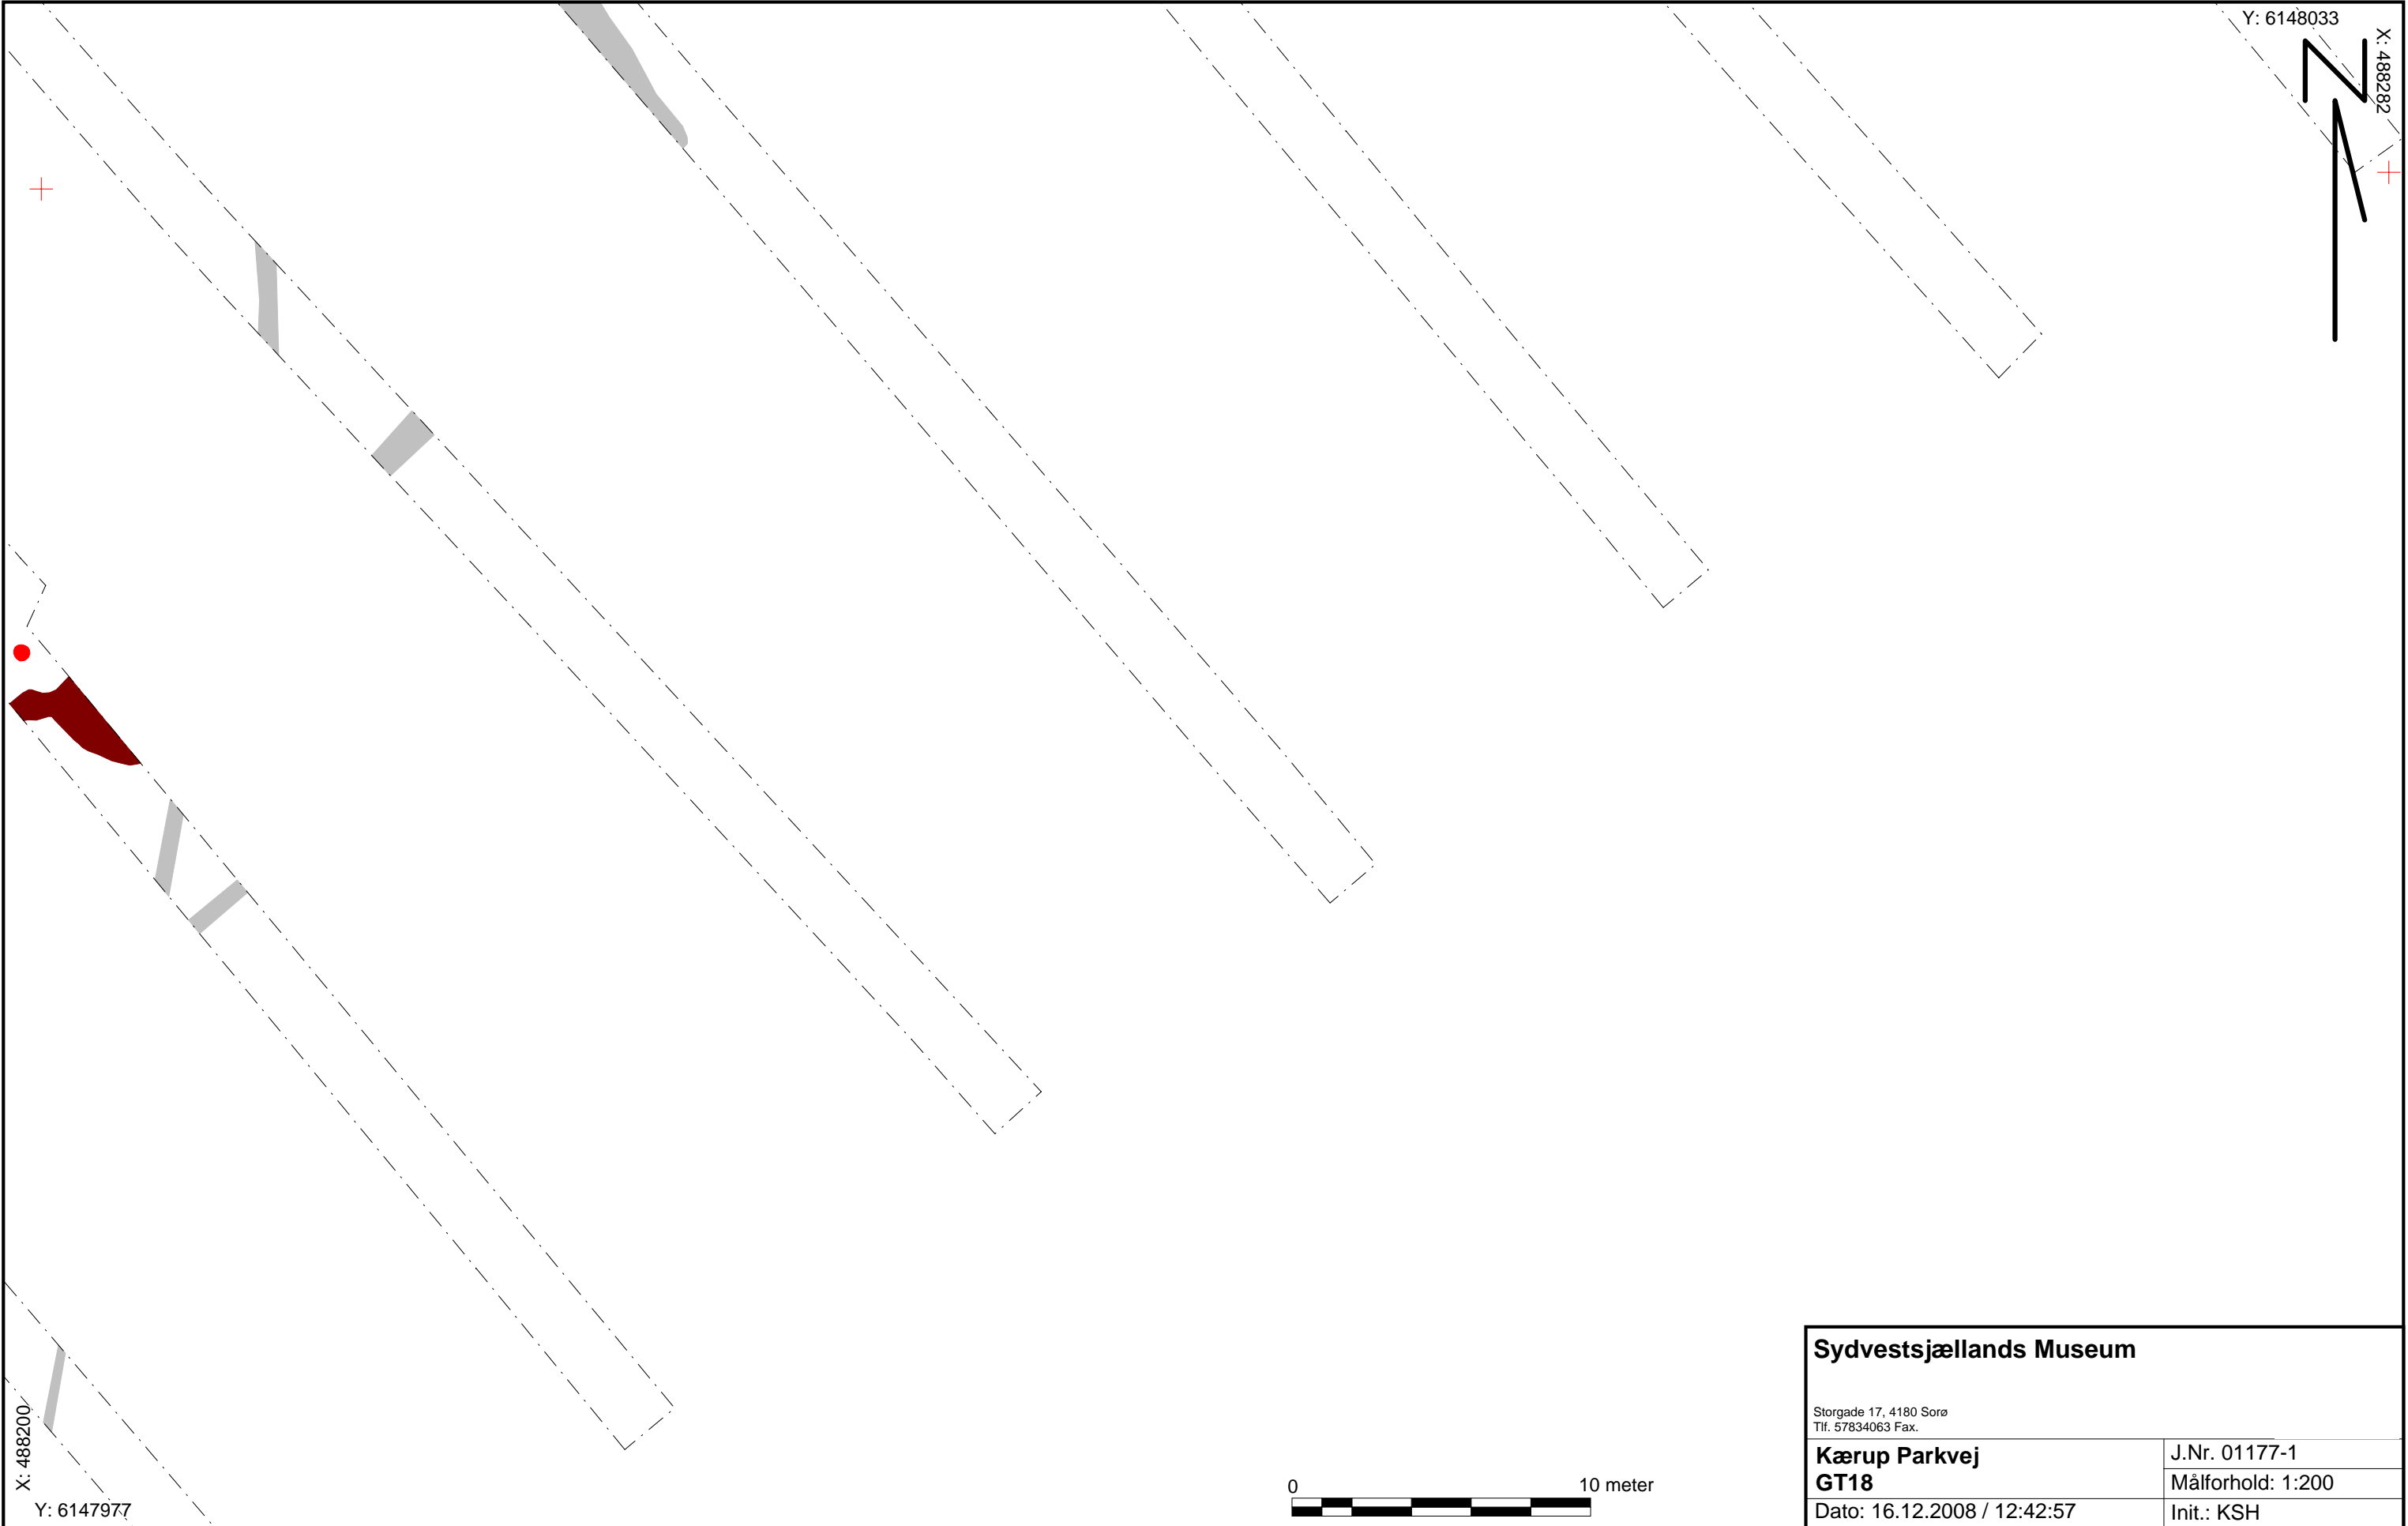 Y: 6148033
X: 488282
X: 488200
Y: 6147977
0
10 meter
Sydvestsjællands Museum
Storgade 17, 4180 Sorø
Tlf. 57834063 Fax.
Kærup Parkvej
J.Nr. 01177-1
GT18
Målforhold: 1:200
Dato: 16.12.2008 / 12:42:57
Init.: KSH